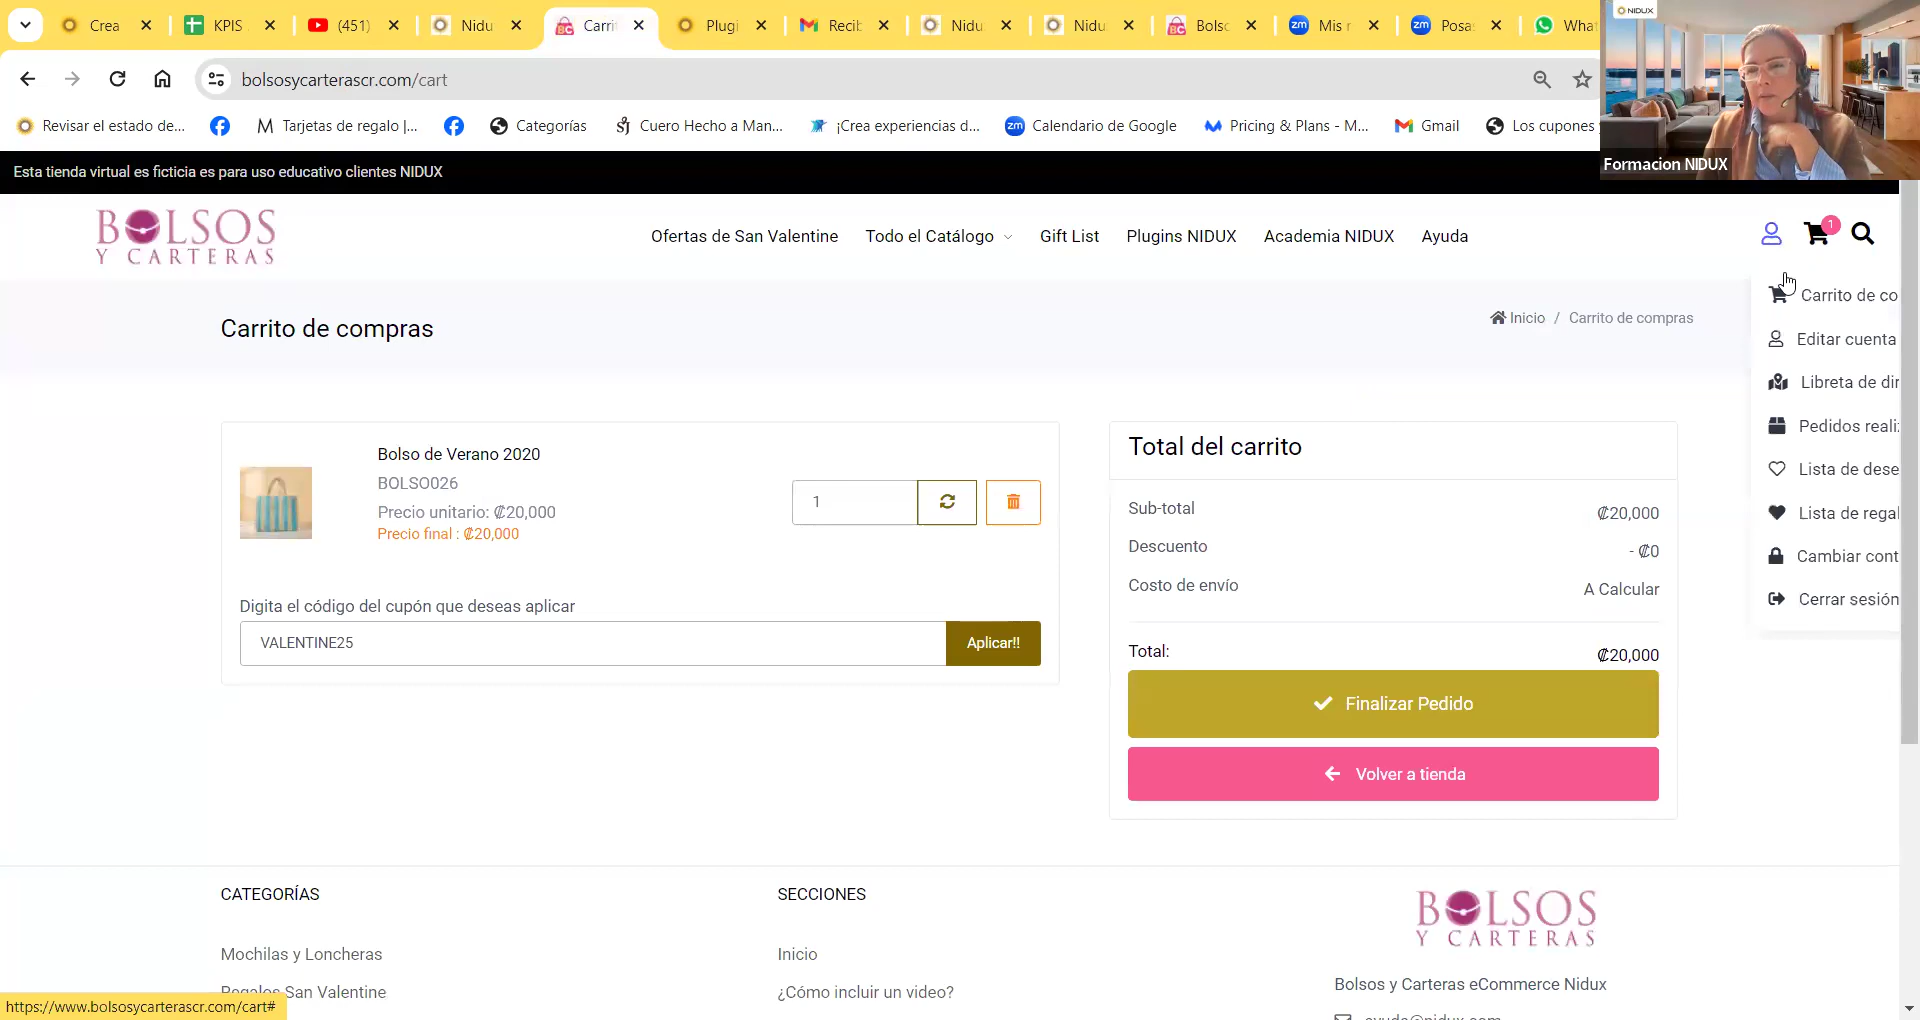 Crea
KPIS
(451)
Nidu
Carri
Plugi
Recib
Nidu
Nidu
Bolso
Mis r
Posa
What
bolsosycarterascr.com/cart
Revisar el estado de...
Tarjetas de regalo |...
Categorías
Cuero Hecho a Man...
¡Crea experiencias d...
Calendario de Google
Pricing & Plans - M...
Gmail
Los cupones
NIDUX
Formacion NIDUX
Esta tienda virtual es ficticia es para uso educativo clientes NIDUX
BOLSOS
Y CARTERAS
Ofertas de San Valentine
Todo el Catálogo
Gift List
Plugins NIDUX
Academia NIDUX
Ayuda
1
Carrito de co
Editar cuenta
Libreta de dir
Pedidos reali
Lista de dese
Lista de regal
Cambiar cont
Cerrar sesión
Carrito de compras
Inicio / Carrito de compras
Bolso de Verano 2020
BOLSO026
Precio unitario: ₡20,000
Precio final : ₡20,000
1
Digita el código del cupón que deseas aplicar
VALENTINE25
Aplicar!!
Total del carrito
Sub-total
₡20,000
Descuento
- ₡0
Costo de envío
A Calcular
Total:
₡20,000
Finalizar Pedido
Volver a tienda
CATEGORÍAS
Mochilas y Loncheras
Regalos San Valentine
SECCIONES
Inicio
¿Cómo incluir un video?
BOLSOS
Y CARTERAS
Bolsos y Carteras eCommerce Nidux
ayuda@nidux.com
https://www.bolsosycarterascr.com/cart#